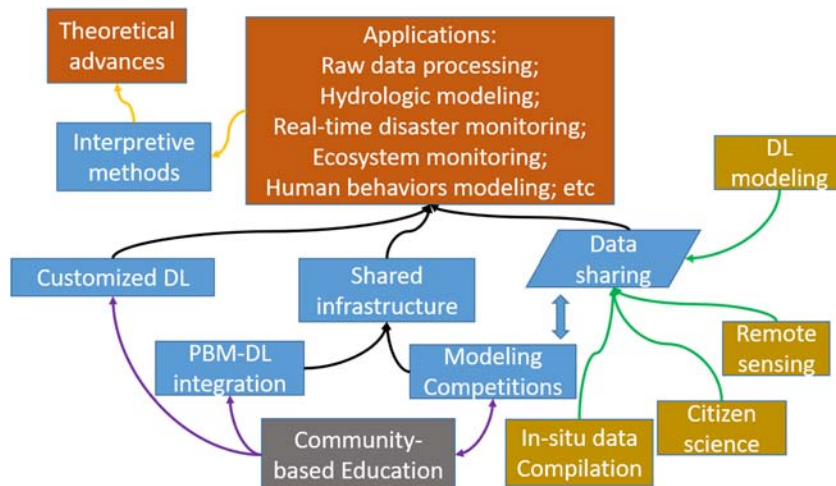 Theoretical
advances
Applications:
Raw data processing;
Hydrologic modeling;
Real-time disaster monitoring;
Ecosystem monitoring;
Human behaviors modeling; etc
Interpretive
methods
DL
modeling
Customized DL
Shared
infrastructure
Data
sharing
PBM-DL
integration
Modeling
Competitions
Remote
sensing
Community-
based Education
In-situ data
Compilation
Citizen
science